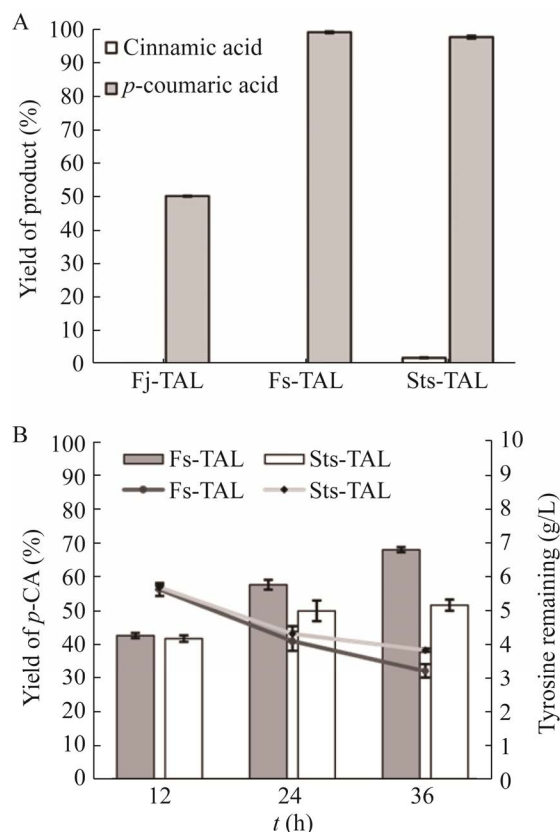 A
100
90
80
70
60
50
40
30
20
10
0
Yield of product (%)
Cinnamic acid
p-coumaric acid
Fj-TAL Fs-TAL Sts-TAL
B
100
90
80
70
60
50
40
30
20
10
0
Yield of p-CA (%)
Fs-TAL Sts-TAL
Fs-TAL Sts-TAL
10
9
8
7
6
5
4
3
2
1
0
Tyrosine remaining (g/L)
12 24 36
t (h)